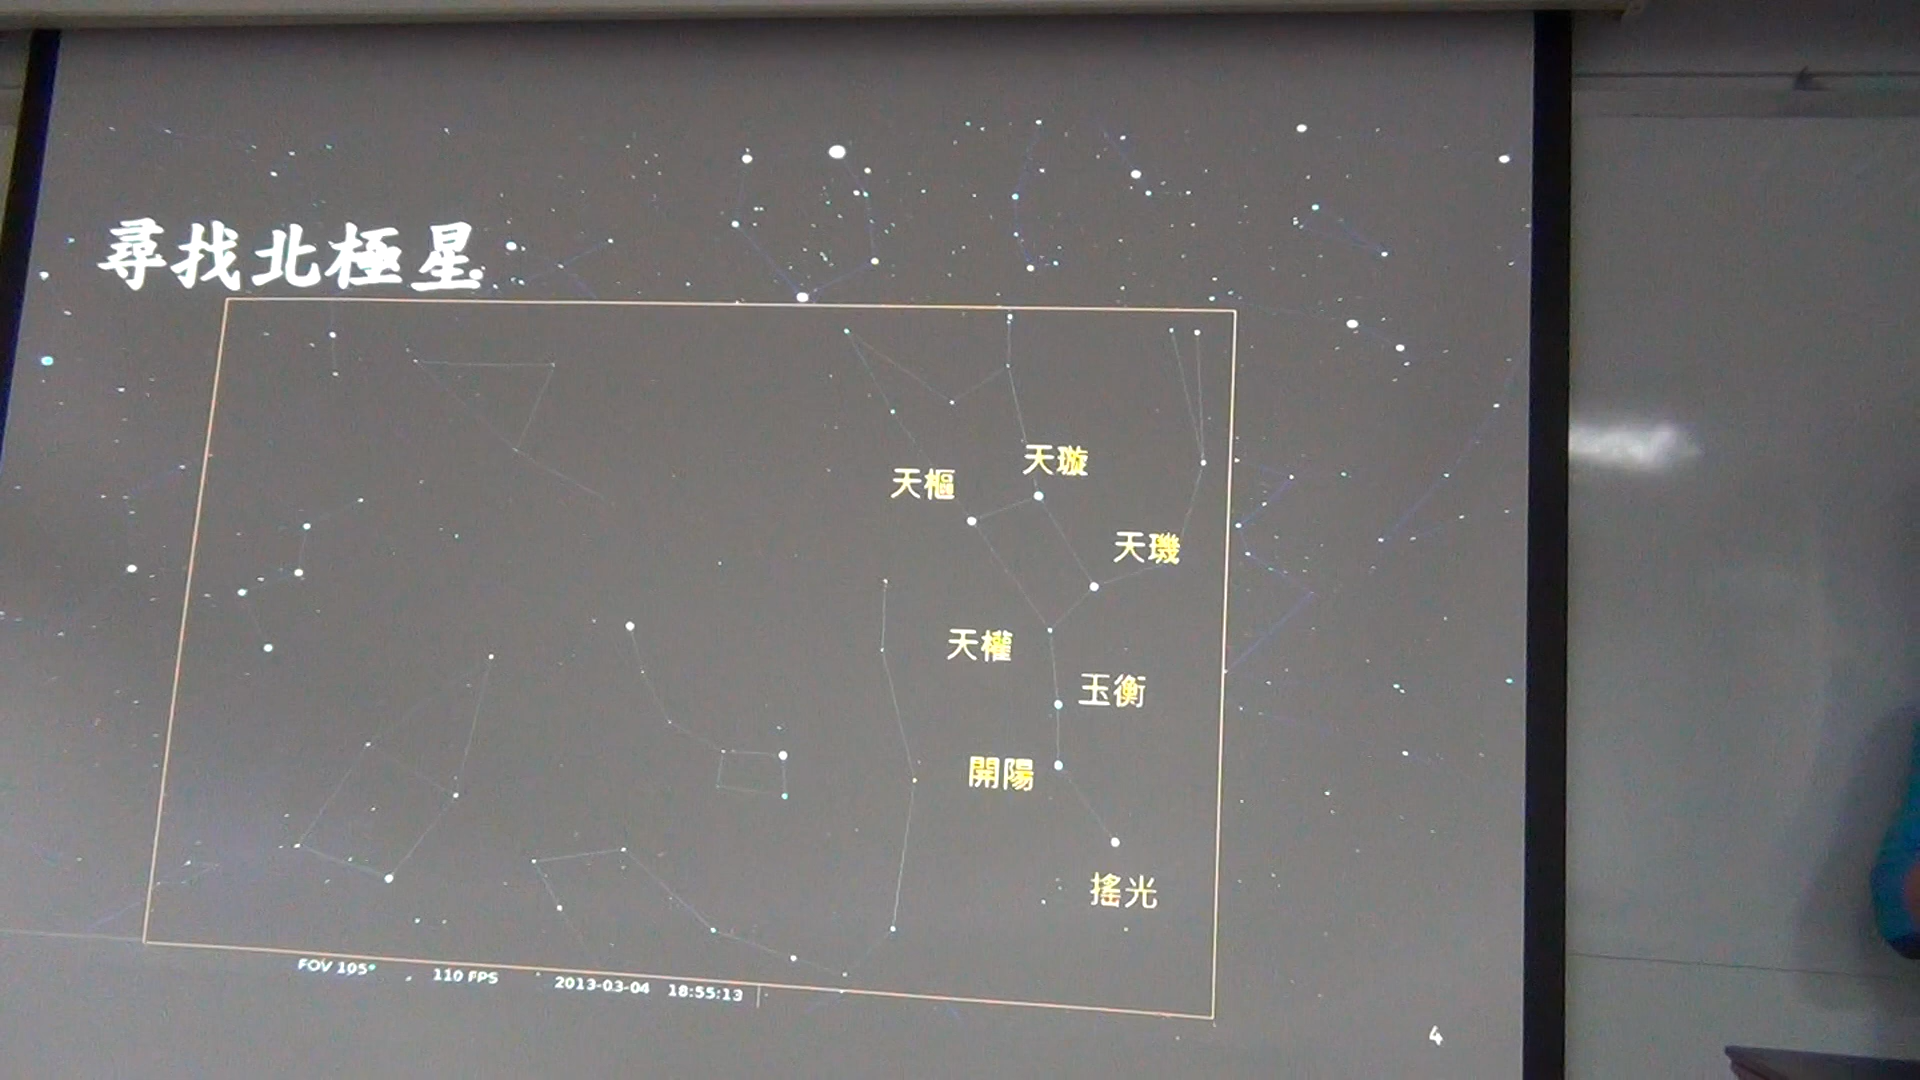 尋找北極星
天璇
天樞
天璣
天權
玉衡
開陽
搖光
FOV 105°
110 FPS
2013-03-04 18:55:13
4